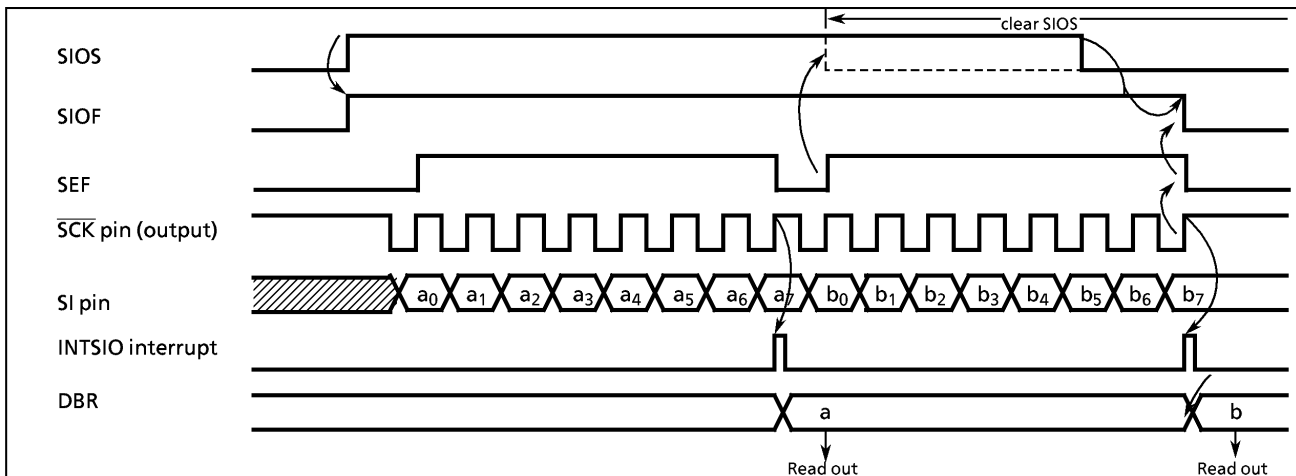 clear SIOS
SIOS
SIOF
SEF
SCK pin (output)
SI pin
a0 a1 a2 a3 a4 a5 a6 a7 b0 b1 b2 b3 b4 b5 b6 b7
INTSIO interrupt
DBR
a b
Read out Read out